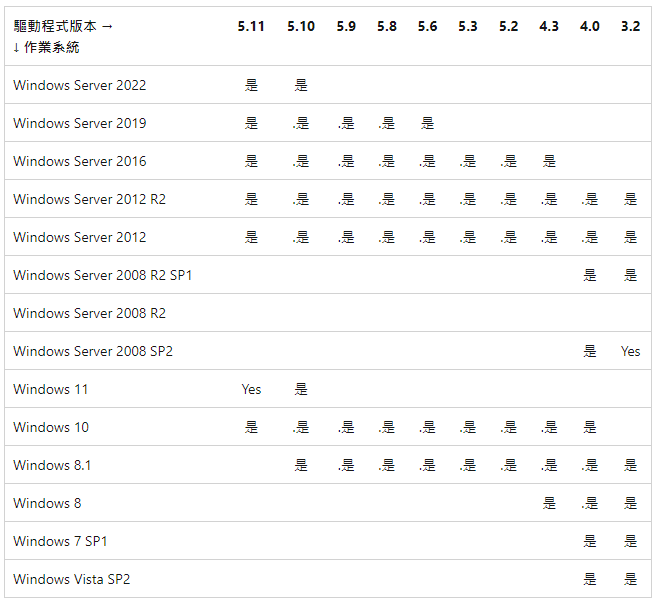 驅動程式版本 → 5.11 5.10 5.9 5.8 5.6 5.3 5.2 4.3 4.0 3.2
↓ 作業系統
Windows Server 2022 是 是
Windows Server 2019 是 .是 .是 .是 是
Windows Server 2016 是 .是 .是 .是 .是 .是 .是 是
Windows Server 2012 R2 是 .是 .是 .是 .是 .是 .是 .是 .是 是
Windows Server 2012 是 .是 .是 .是 .是 .是 .是 .是 .是 是
Windows Server 2008 R2 SP1 是 是
Windows Server 2008 R2
Windows Server 2008 SP2 是 Yes
Windows 11 Yes 是
Windows 10 是 .是 .是 .是 .是 .是 .是 .是 是
Windows 8.1 是 .是 .是 .是 .是 .是 .是 .是 是
Windows 8 是 .是 是
Windows 7 SP1 是 是
Windows Vista SP2 是 是